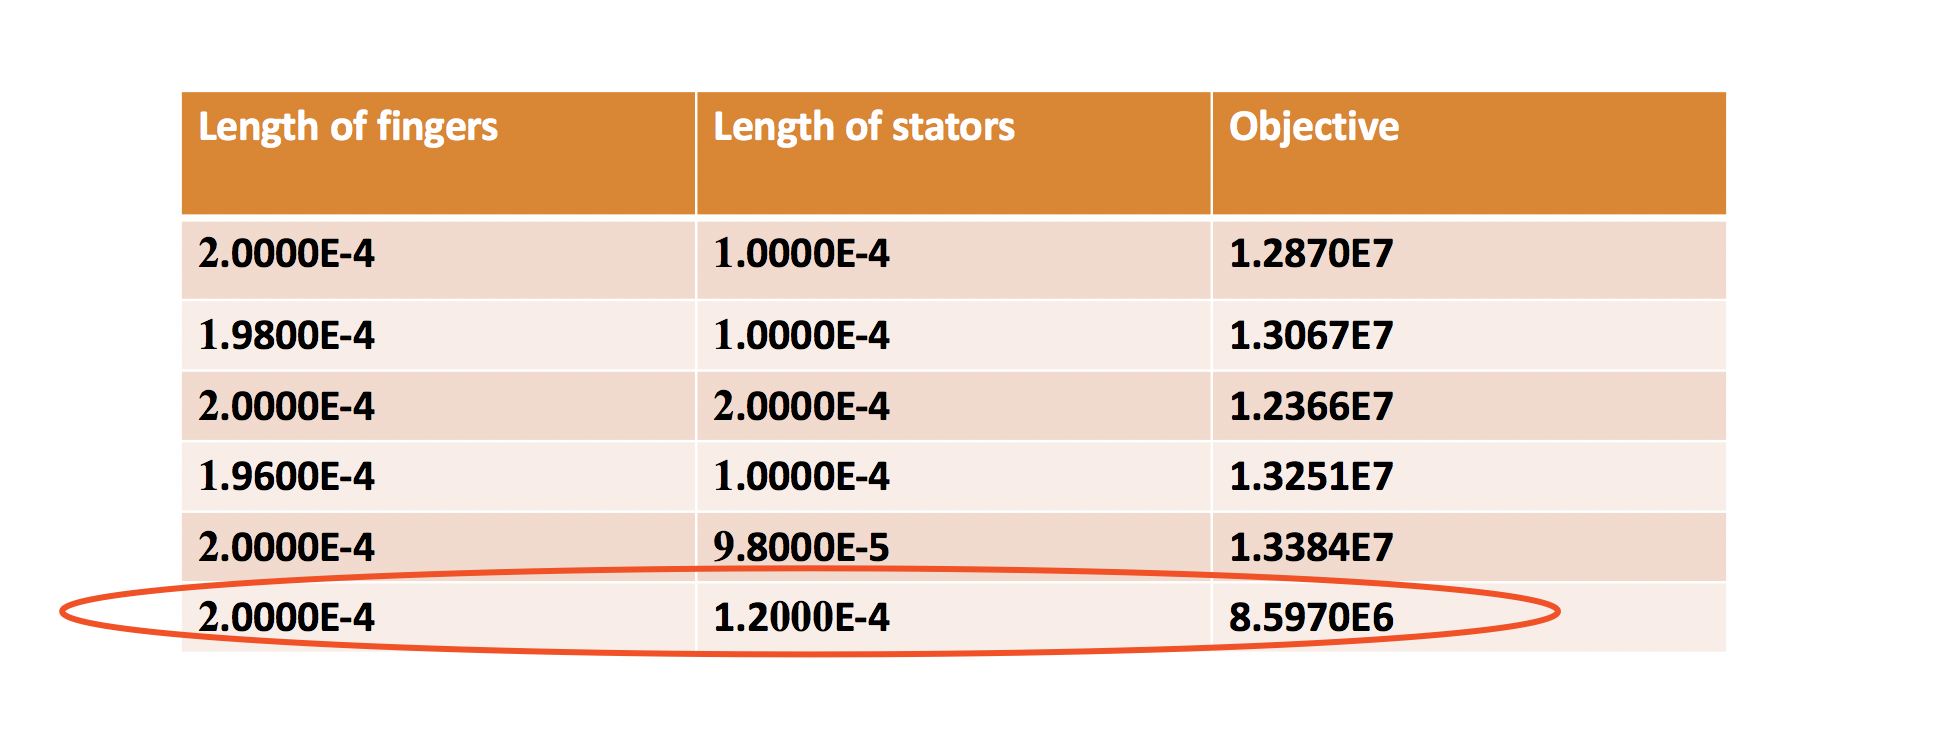 Length of fingers Length of stators Objective
2.0000E-4 1.0000E-4 1.2870E7
1.9800E-4 1.0000E-4 1.3067E7
2.0000E-4 2.0000E-4 1.2366E7
1.9600E-4 1.0000E-4 1.3251E7
2.0000E-4 9.8000E-5 1.3384E7
2.0000E-4 1.2000E-4 8.5970E6